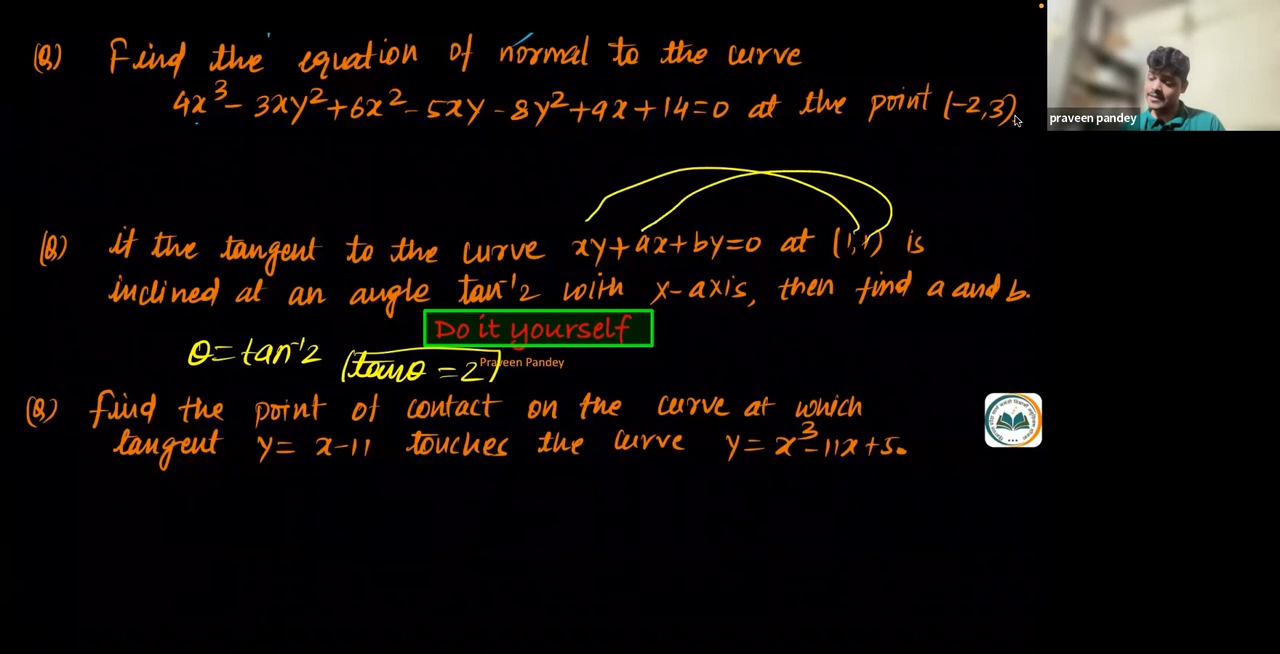 (Q) Find the equation of normal to the curve
4x³ - 3xy² + 6x² - 5xy - 8y² + 9x + 14 = 0 at the point (-2,3).
praveen pandey
(Q) if the tangent to the curve xy + ax + by = 0 at (1,1) is
inclined at an angle tan⁻¹2 with x-axis, then find a and b.
Do it yourself
θ = tan⁻¹2 (tanθ = 2)
Praveen Pandey
(Q) find the point of contact on the curve at which
tangent y = x - 11 touches the curve y = x³ - 11x + 5.